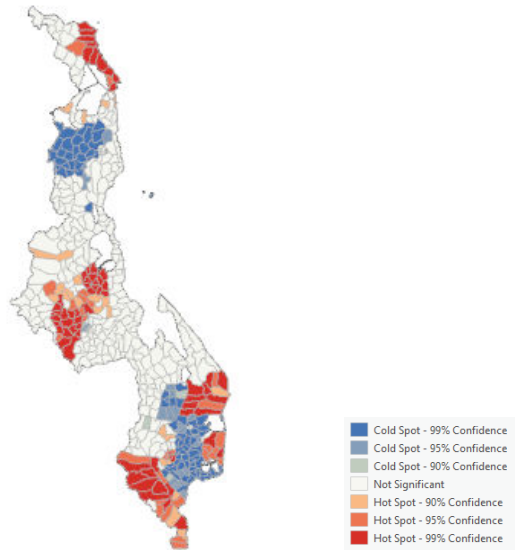 Cold Spot - 99% Confidence
Cold Spot - 95% Confidence
Cold Spot - 90% Confidence
Not Significant
Hot Spot - 90% Confidence
Hot Spot - 95% Confidence
Hot Spot - 99% Confidence